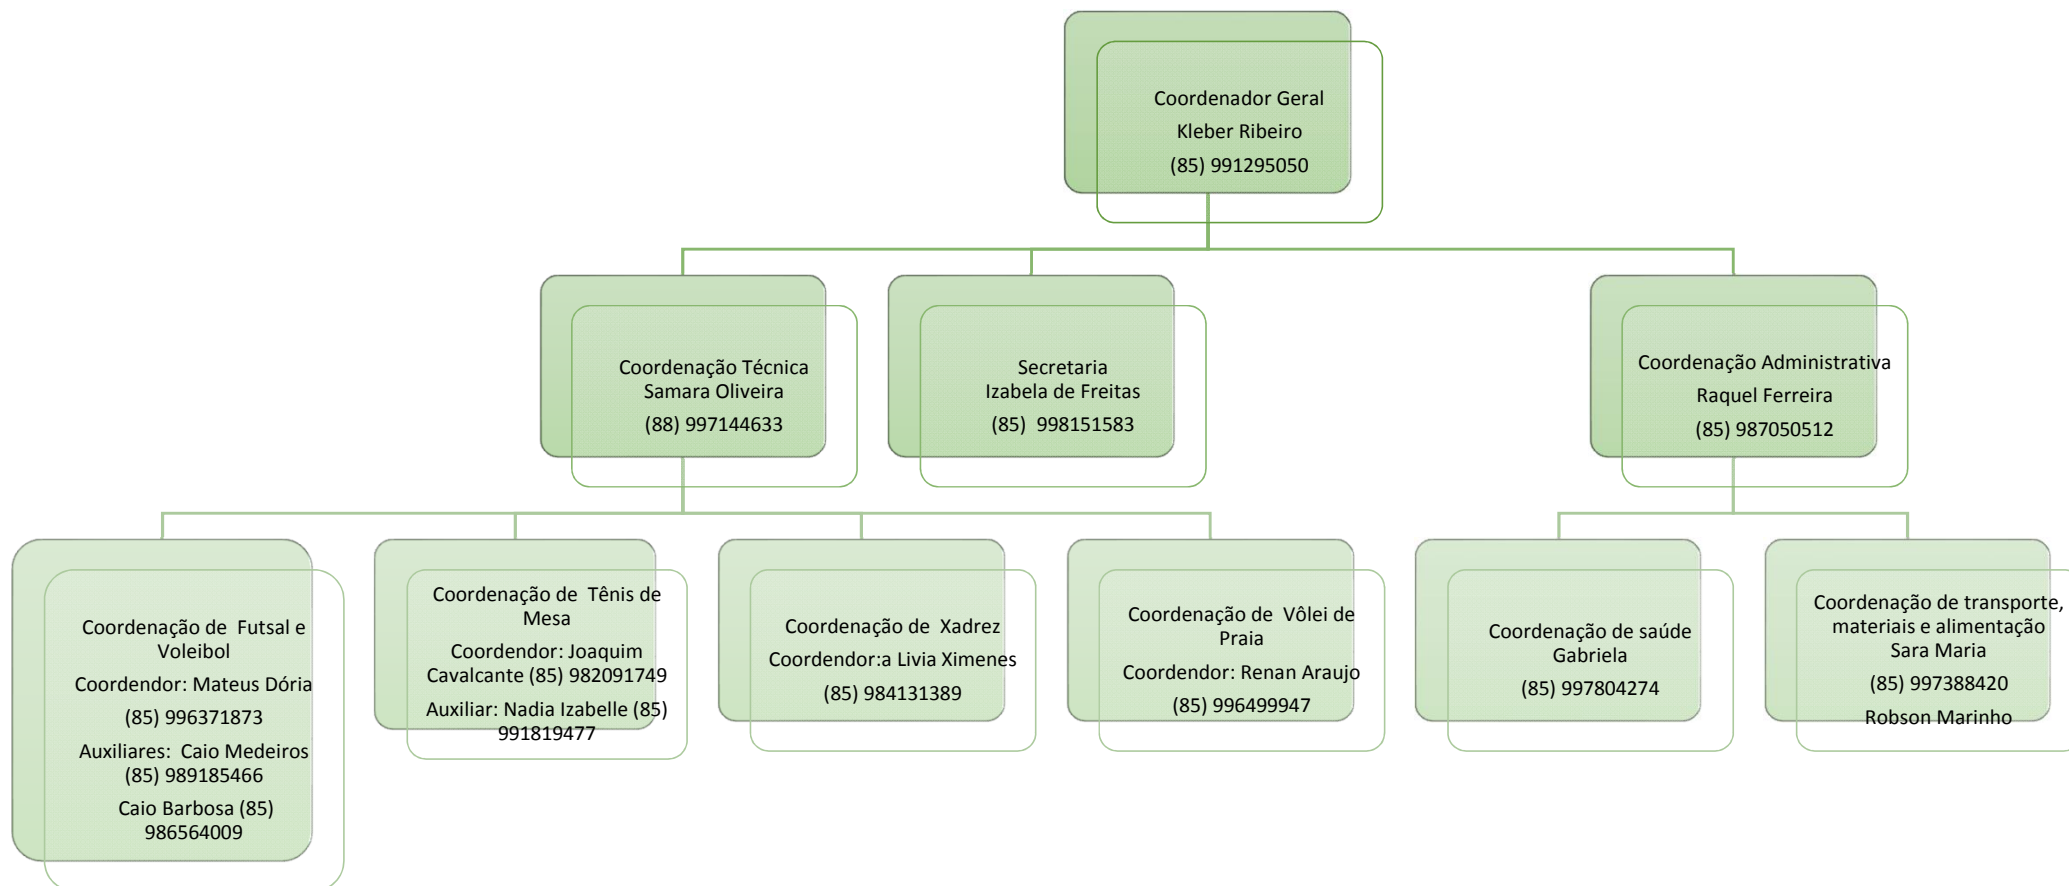 Coordenador Geral
Kleber Ribeiro
(85) 991295050
Coordenação Técnica
Samara Oliveira
(88) 997144633
Secretaria
Izabela de Freitas
(85)  998151583
Coordenação Administrativa
Raquel Ferreira
(85) 987050512
Coordenação de  Futsal e
Voleibol
Coordendor: Mateus Dória
(85) 996371873
Auxiliares:  Caio Medeiros
(85) 989185466
Caio Barbosa (85)
986564009
Coordenação de  Tênis de
Mesa
Coordendor: Joaquim
Cavalcante (85) 982091749
Auxiliar: Nadia Izabelle (85)
991819477
Coordenação de  Xadrez
Coordendor:a Livia Ximenes
(85) 984131389
Coordenação de  Vôlei de
Praia
Coordendor: Renan Araujo
(85) 996499947
Coordenação de saúde
Gabriela
(85) 997804274
Coordenação de transporte,
materiais e alimentação
Sara Maria
(85) 997388420
Robson Marinho